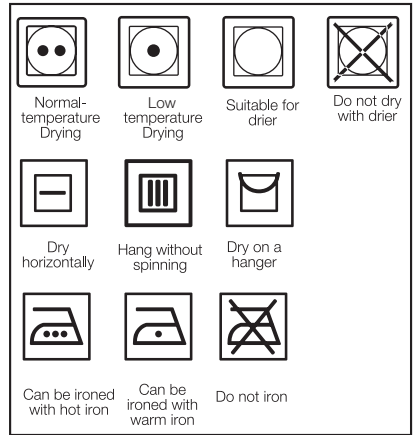 Normal-
temperature
Drying
Low
temperature
Drying
Suitable for
drier
Do not dry
with drier
Dry
horizontally
Hang without
spinning
Dry on a
hanger
Can be ironed
with hot iron
Can be
ironed with
warm iron
Do not iron